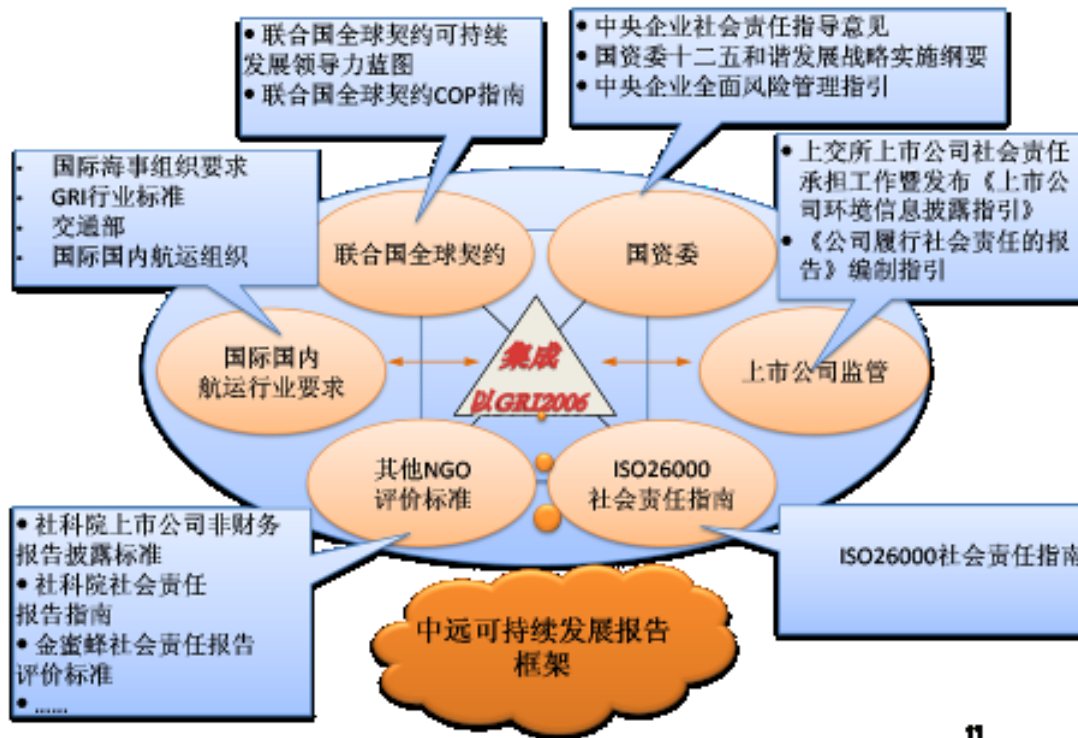 ● 联合国全球契约可持续
发展领导力蓝图
● 联合国全球契约COP指南
● 中央企业社会责任指导意见
● 国资委十二五和谐发展战略实施纲要
● 中央企业全面风险管理指引
- 国际海事组织要求
- GRI行业标准
- 交通部
- 国际国内航运组织
● 上交所上市公司社会责任
承担工作暨发布《上市公
司环境信息披露指引》
● 《公司履行社会责任的报
告》编制指引
联合国全球契约
国资委
国际国内
航运行业要求
集成
以GRI2006
上市公司监管
其他NGO
评价标准
ISO26000
社会责任指南
● 社科院上市公司非财务
报告披露标准
● 社科院社会责任
报告指南
● 金蜜蜂社会责任报告
评价标准
● ......
ISO26000社会责任指南
中远可持续发展报告
框架
11